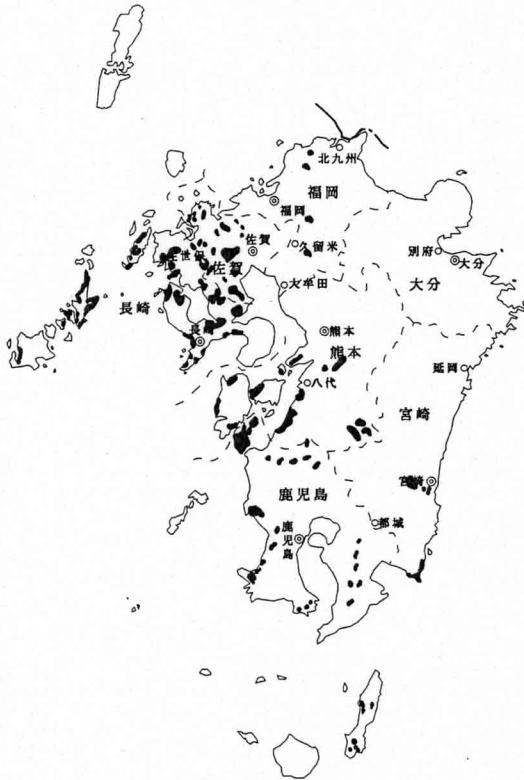 北九州
福岡
福岡
佐賀
久留米
別府
大分
大分
佐世保
佐賀
大牟田
長崎
長崎
熊本
熊本
延岡
八代
宮崎
宮崎
鹿児島
都城
鹿児島